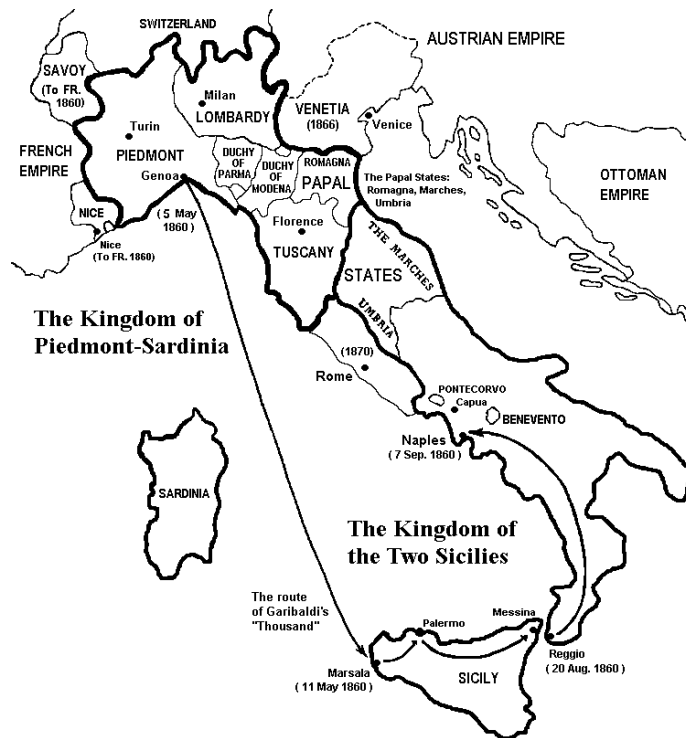 SWITZERLAND
AUSTRIAN EMPIRE
SAVOY
(To FR.
1860)
Milan
LOMBARDY
VENETIA
(1866)
Venice
Turin
PIEDMONT
FRENCH
EMPIRE
Genoa
DUCHY
OF
PARMA
DUCHY
OF
MODENA
ROMAGNA
PAPAL
The Papal States:
Romagna, Marches,
Umbria
OTTOMAN
EMPIRE
NICE
Nice
(To FR. 1860)
( 5 May
1860 )
Florence
TUSCANY
THE MARCHES
STATES
UMBRIA
The Kingdom of
Piedmont-Sardinia
(1870)
Rome
PONTECORVO
Capua
BENEVENTO
Naples
( 7 Sep. 1860 )
SARDINIA
The Kingdom of
the Two Sicilies
The route
of Garibaldi's
"Thousand"
Palermo
Messina
Reggio
( 20 Aug. 1860 )
Marsala
( 11 May 1860 )
SICILY